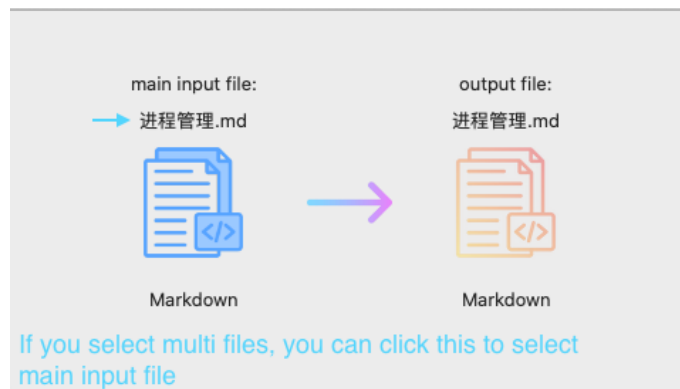 main input file:
output file:
进程管理.md
进程管理.md
</>
</>
Markdown
Markdown
If you select multi files, you can click this to select
main input file